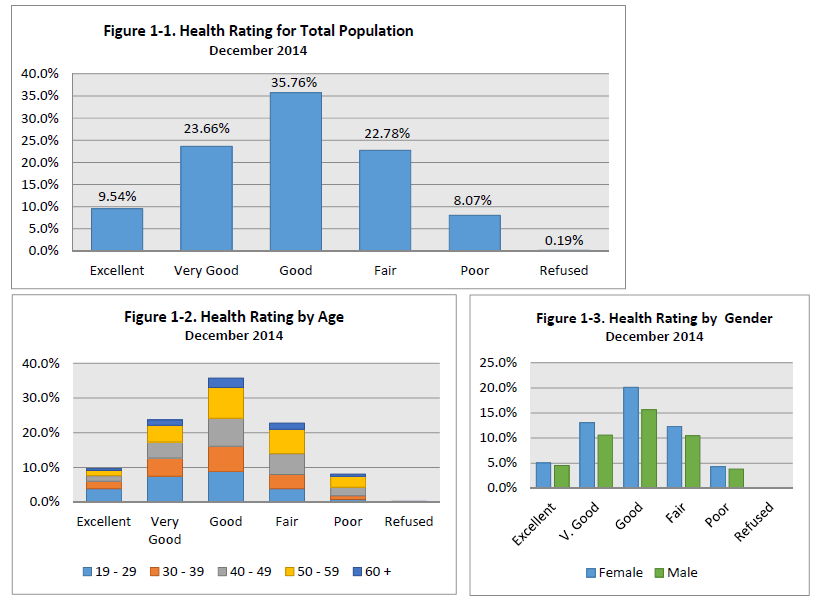 Figure 1-1. Health Rating for Total Population
December 2014
40.0%
35.0%
30.0%
25.0%
20.0%
15.0%
10.0%
5.0%
0.0%
9.54%
23.66%
35.76%
22.78%
8.07%
0.19%
Excellent Very Good Good Fair Poor Refused
Figure 1-2. Health Rating by Age
December 2014
40.0%
30.0%
20.0%
10.0%
0.0%
Excellent Very Good Fair Poor Refused
Good
19 - 29 30 - 39 40 - 49 50 - 59 60 +
Figure 1-3. Health Rating by Gender
December 2014
25.0%
20.0%
15.0%
10.0%
5.0%
0.0%
Excellent V. Good Good Fair Poor Refused
Female Male